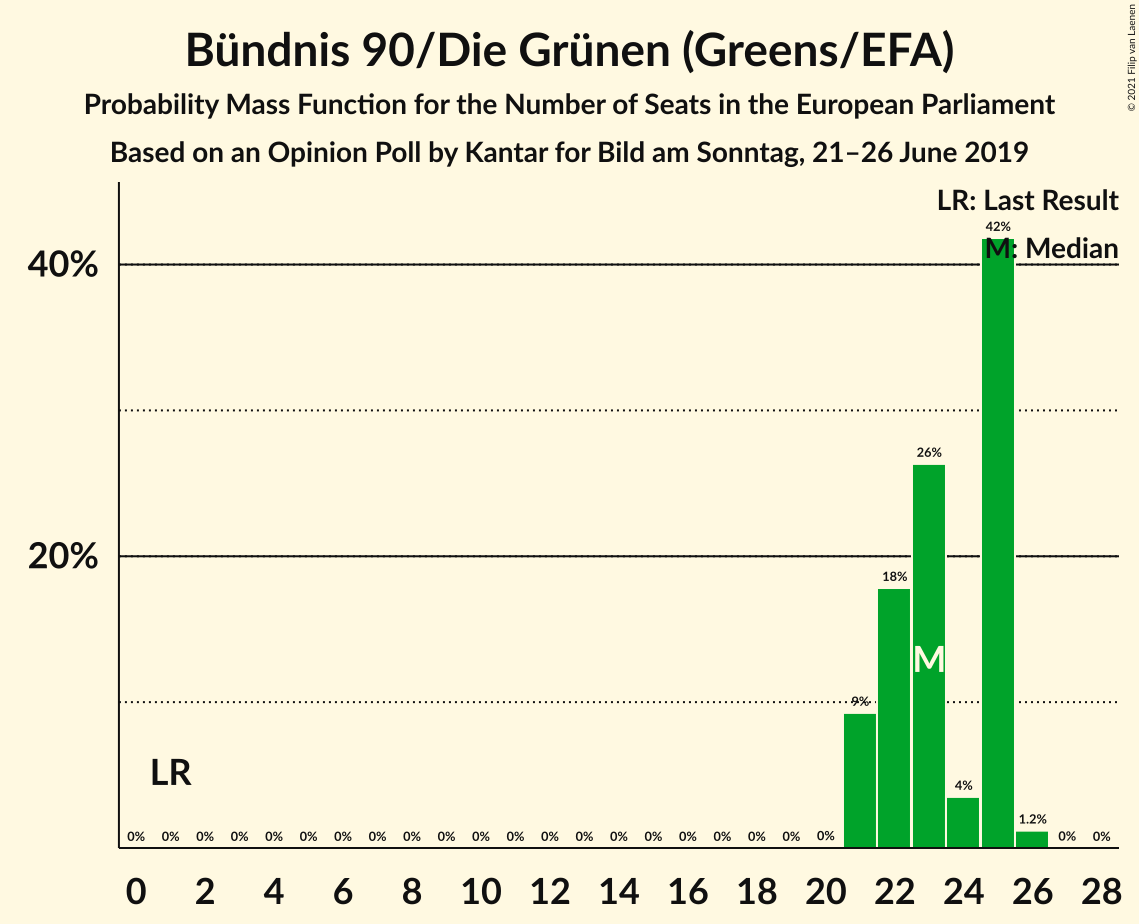 Bündnis 90/Die Grünen (Greens/EFA)
Probability Mass Function for the Number of Seats in the European Parliament
Based on an Opinion Poll by Kantar for Bild am Sonntag, 21–26 June 2019
© 2021 Filip van Laenen
LR: Last Result
M: Median
42%
40%
26%
20%
18%
M
9%
LR
4%
1.2%
0% 0% 0% 0% 0% 0% 0% 0% 0% 0% 0% 0% 0% 0% 0% 0% 0% 0% 0% 0% 0% 0% 0%
0 2 4 6 8 10 12 14 16 18 20 22 24 26 28